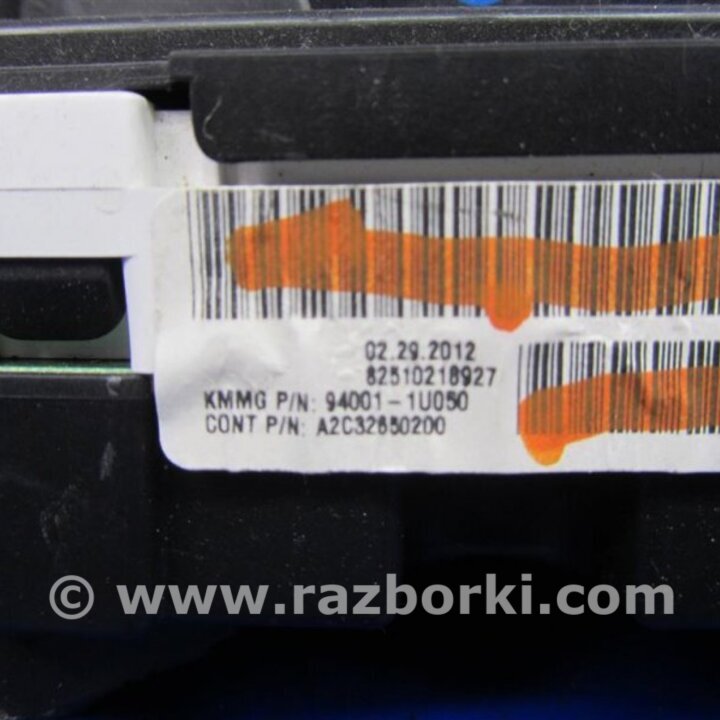 02.29.2012
82510218927
KMMG P/N: 94001-1U050
CONT P/N: A2C32650200
© www.razborki.com